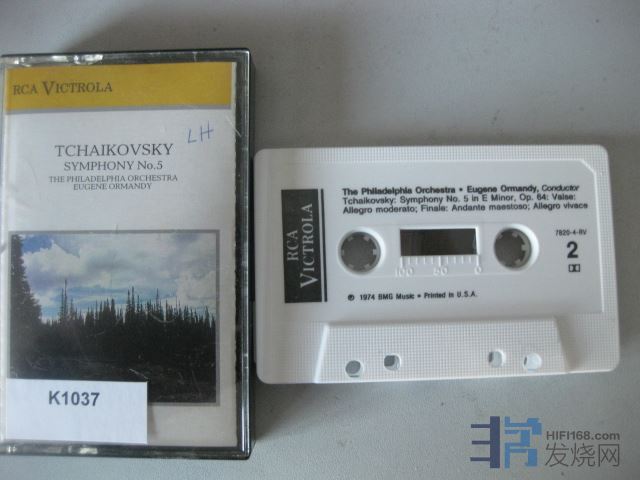 RCA VICTROLA
LH
TCHAIKOVSKY
SYMPHONY No.5
THE PHILADELPHIA ORCHESTRA
EUGENE ORMANDY
K1037
RCA
VICTROLA
The Philadelphia Orchestra • Eugene Ormandy, Conductor
Tchaikovsky: Symphony No. 5 in E Minor, Op. 64: Valse:
Allegro moderato; Finale: Andante maestoso; Allegro vivace
7820-4-RV
2
100 50 0
℗ 1974 BMG Music • Printed in U.S.A.
HIFI168.com
发烧网